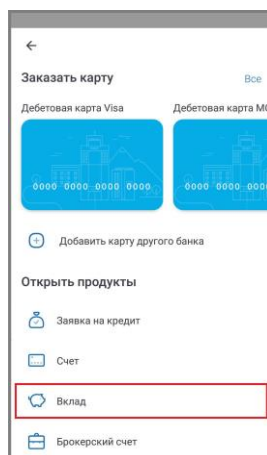 Заказать карту Все
Дебетовая карта Visa Дебетовая карта МС
0000 0000 0000 0000 0000 0000 0000
Добавить карту другого банка
Открыть продукты
Заявка на кредит
Счет
Вклад
Брокерский счет